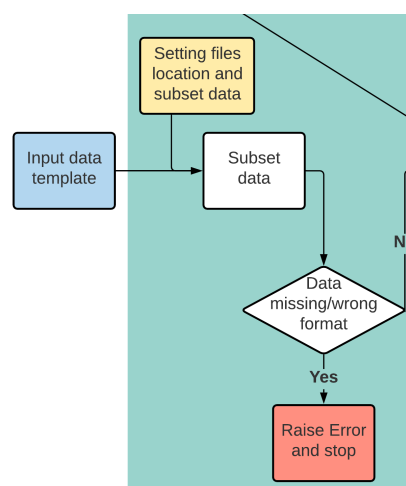 Setting files
location and
subset data
Input data
template
Subset
data
Data
missing/wrong
format
N
Yes
Raise Error
and stop